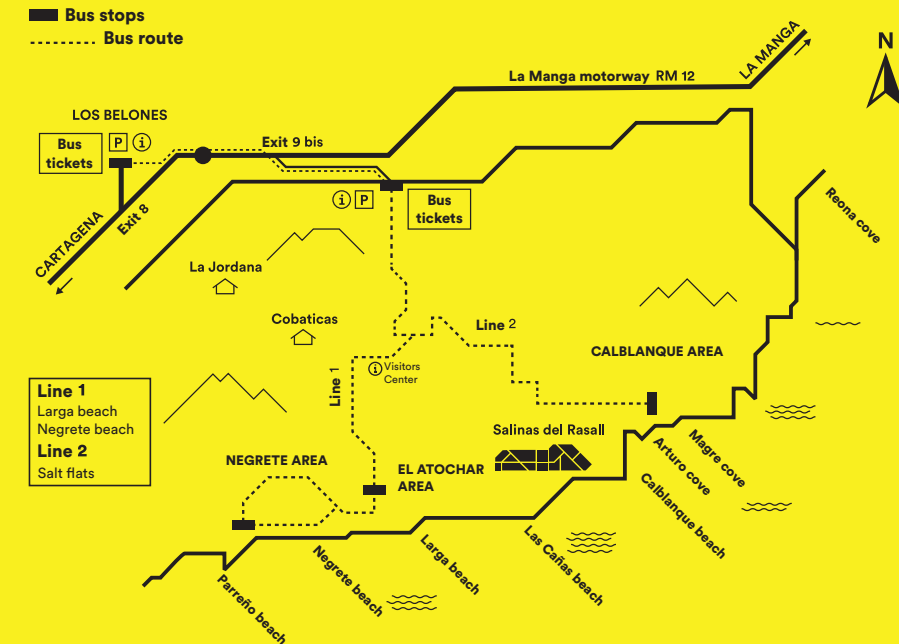 Bus stops
Bus route
N
LA MANGA
La Manga motorway RM 12
LOS BELONES
Bus
tickets
P i
Exit 9 bis
i P
Bus
tickets
CARTAGENA
Exit 8
Reona cove
La Jordana
Cobaticas
Line 2
CALBLANQUE AREA
i Visitors
Center
Line 1
Line 1
Larga beach
Negrete beach
Line 2
Salt flats
Salinas del Rasall
NEGRETE AREA
EL ATOCHAR
AREA
Magre cove
Arturo cove
Calblanque beach
Las Cañas beach
Larga beach
Negrete beach
Parreño beach